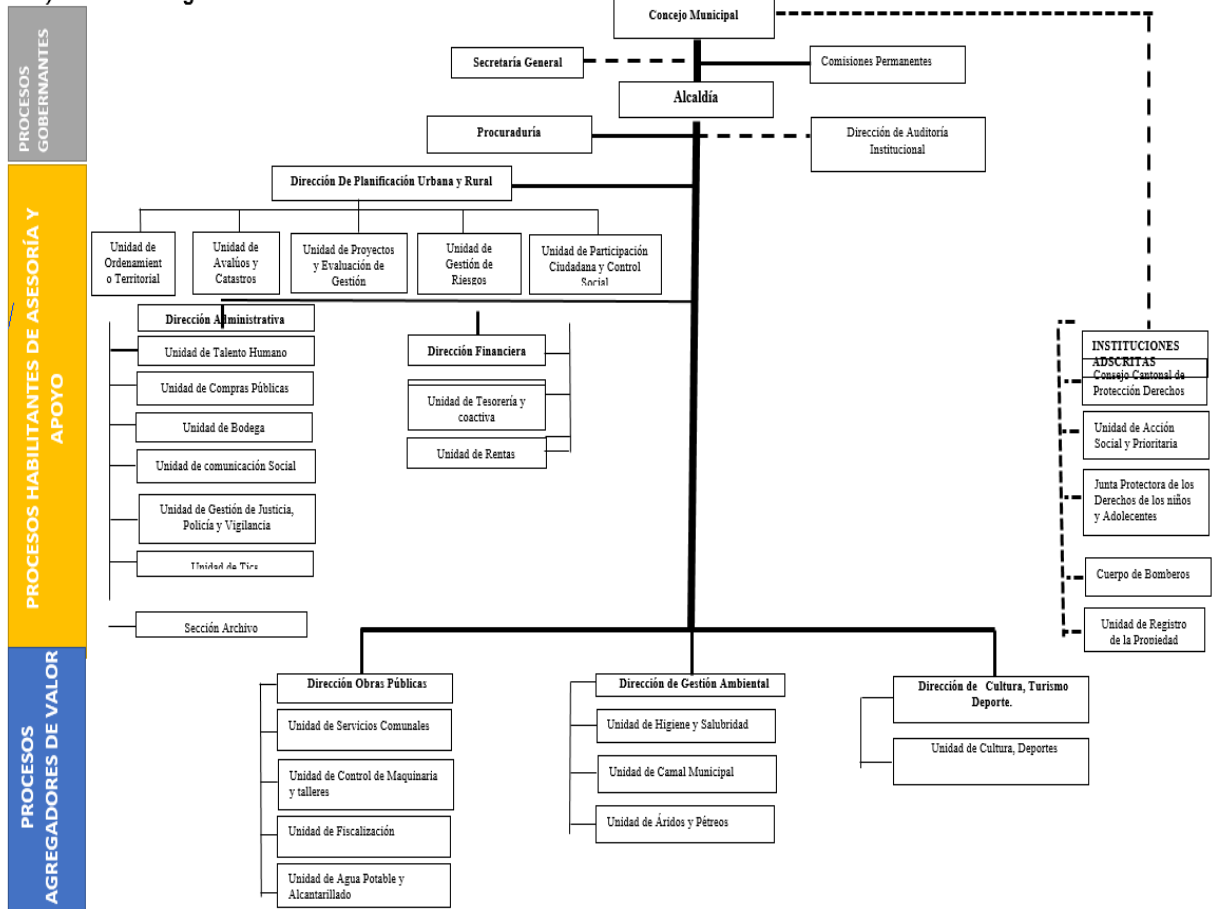 PROCESOS
GOBERNANTES
Concejo Municipal
Secretaría General
Comisiones Permanentes
Alcaldía
Procuraduría
Dirección de Auditoría
Institucional
PROCESOS HABILITANTES DE ASESORÍA Y
APOYO
Dirección De Planificación Urbana y Rural
Unidad de
Ordenamient
o Territorial
Unidad de
Avalúos y
Catastros
Unidad de Proyectos
y Evaluación de
Gestión
Unidad de
Gestión de
Riesgos
Unidad de Participación
Ciudadana y Control
Social
Dirección Administrativa
Unidad de Talento Humano
Unidad de Compras Públicas
Unidad de Bodega
Unidad de comunicación Social
Unidad de Gestión de Justicia,
Policía y Vigilancia
Unidad de Tics
Sección Archivo
Dirección Financiera
Unidad de Tesorería y
coactiva
Unidad de Rentas
INSTITUCIONES
ADSCRITAS
Consejo Cantonal de
Protección Derechos
Unidad de Acción
Social y Prioritaria
Junta Protectora de los
Derechos de los niños
y Adolecentes
Cuerpo de Bomberos
Unidad de Registro
de la Propiedad
PROCESOS
AGREGADORES DE VALOR
Dirección Obras Públicas
Unidad de Servicios Comunales
Unidad de Control de Maquinaria
y talleres
Unidad de Fiscalización
Unidad de Agua Potable y
Alcantarillado
Dirección de Gestión Ambiental
Unidad de Higiene y Salubridad
Unidad de Camal Municipal
Unidad de Áridos y Pétreos
Dirección de Cultura, Turismo
Deporte.
Unidad de Cultura, Deportes